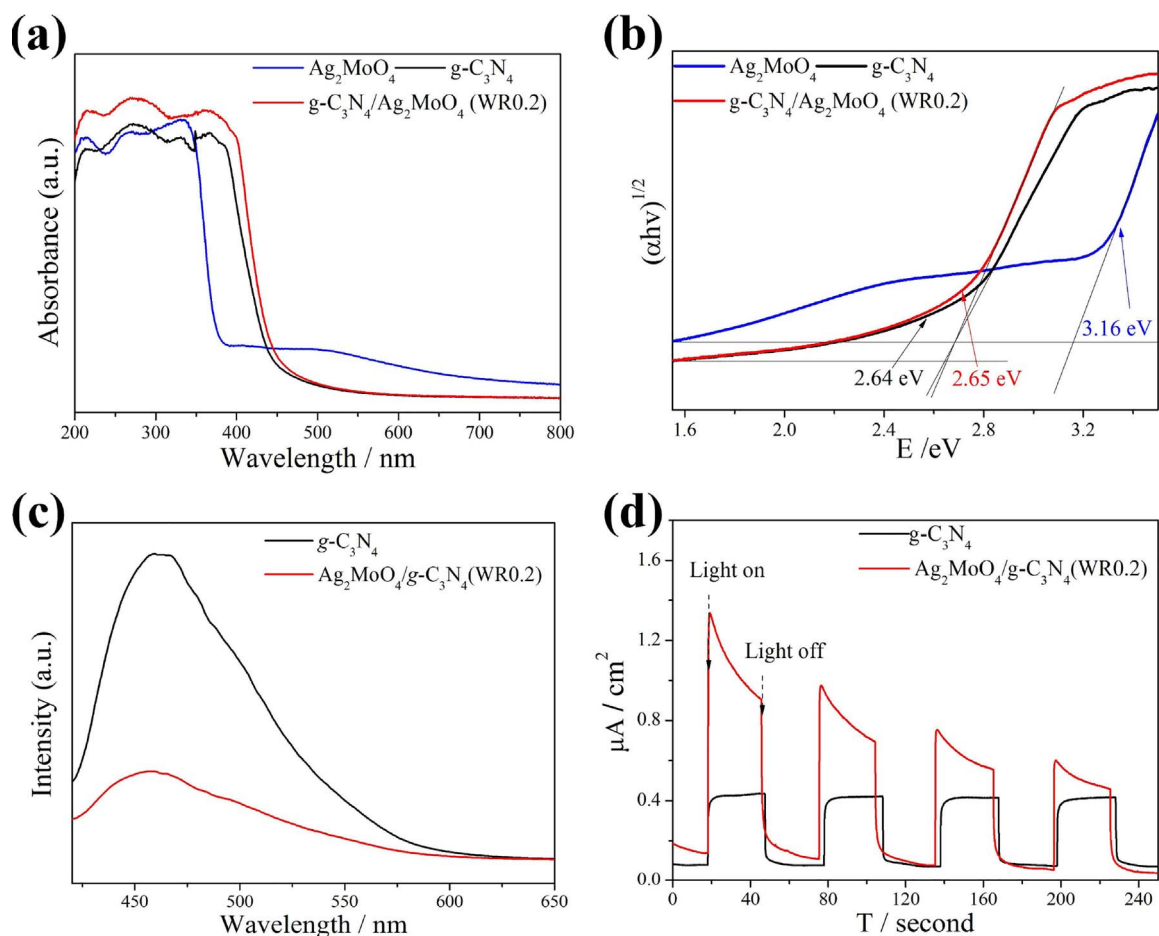 (a)
Ag₂MoO₄ g-C₃N₄
g-C₃N₄/Ag₂MoO₄ (WR0.2)
Absorbance (a.u.)
200 300 400 500 600 700 800
Wavelength / nm
(b)
Ag₂MoO₄ g-C₃N₄
g-C₃N₄/Ag₂MoO₄ (WR0.2)
(αhν)^1/2
3.16 eV
2.64 eV 2.65 eV
1.6 2.0 2.4 2.8 3.2
E /eV
(c)
g-C₃N₄
Ag₂MoO₄/g-C₃N₄(WR0.2)
Intensity (a.u.)
450 500 550 600 650
Wavelength / nm
(d)
g-C₃N₄
Ag₂MoO₄/g-C₃N₄(WR0.2)
Light on
Light off
μA / cm²
1.6
1.2
0.8
0.4
0.0
0 40 80 120 160 200 240
T / second